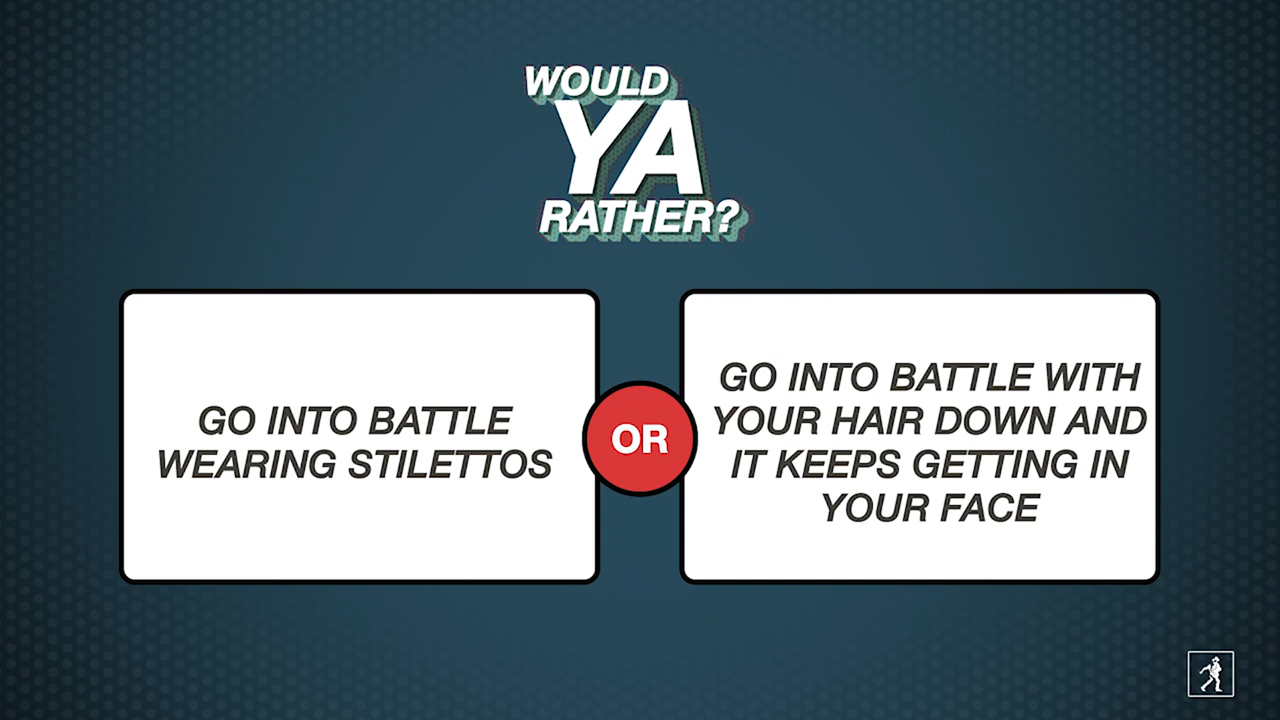 WOULD
YA
RATHER?
GO INTO BATTLE
WEARING STILETTOS
OR
GO INTO BATTLE WITH
YOUR HAIR DOWN AND
IT KEEPS GETTING IN
YOUR FACE